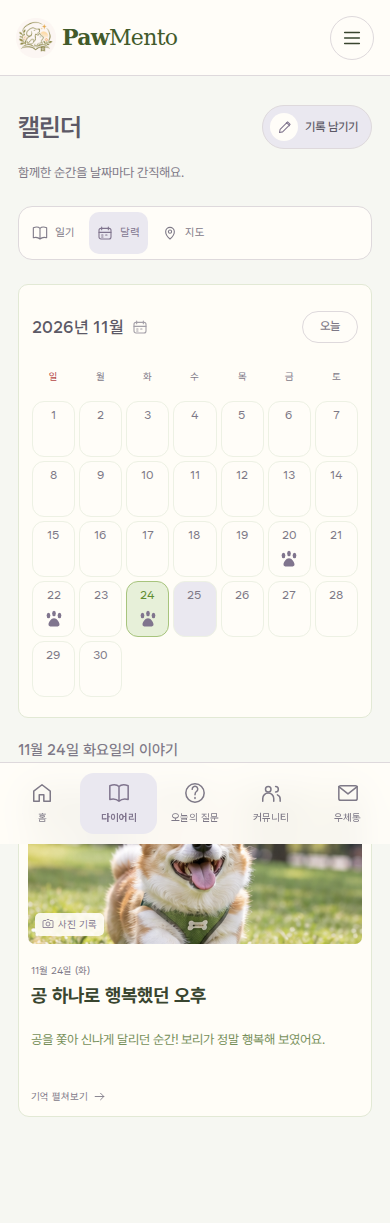 PawMento
캘린더
기록 남기기
함께한 순간을 날짜마다 간직해요.
일기 달력 지도
2026년 11월 오늘
일 월 화 수 목 금 토
1 2 3 4 5 6 7
8 9 10 11 12 13 14
15 16 17 18 19 20 21
22 23 24 25 26 27 28
29 30
11월 24일 화요일의 이야기
홈 다이어리 오늘의 질문 커뮤니티 우체통
사진 기록
11월 24일 (화)
공 하나로 행복했던 오후
공을 쫓아 신나게 달리던 순간! 보리가 정말 행복해 보였어요.
기억 펼쳐보기 →